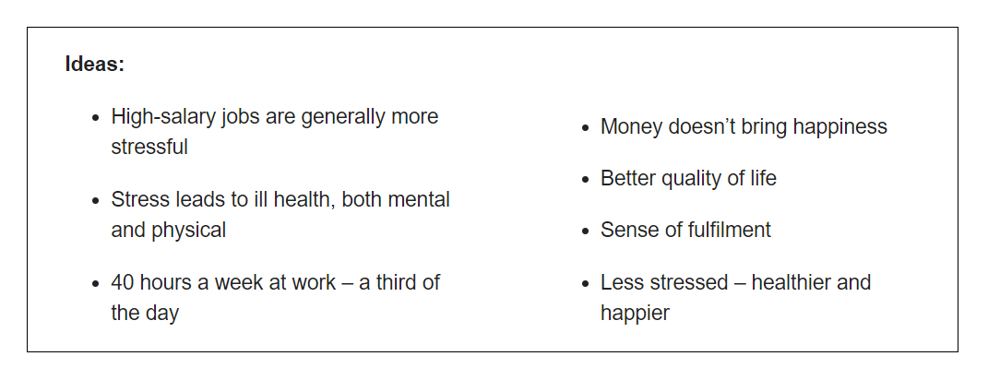 Ideas:
• High-salary jobs are generally more
stressful
• Stress leads to ill health, both mental
and physical
• 40 hours a week at work – a third of
the day
• Money doesn’t bring happiness
• Better quality of life
• Sense of fulfilment
• Less stressed – healthier and
happier